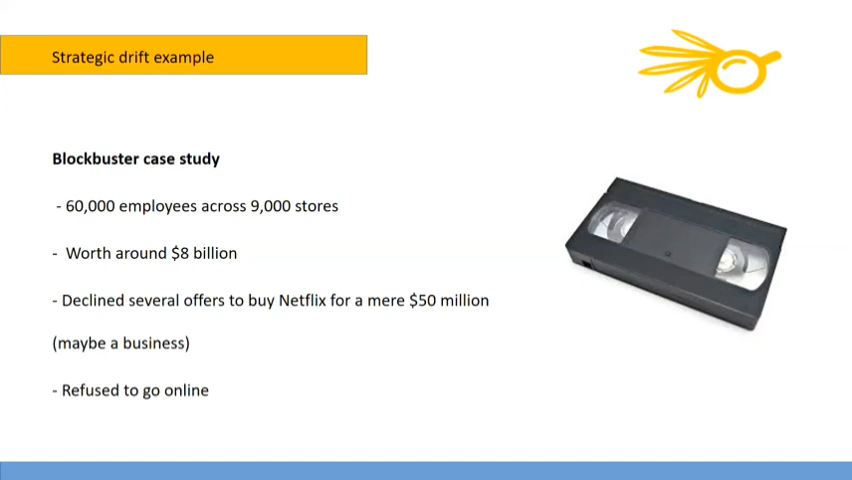 Strategic drift example
Blockbuster case study
- 60,000 employees across 9,000 stores
- Worth around $8 billion
- Declined several offers to buy Netflix for a mere $50 million
(maybe a business)
- Refused to go online